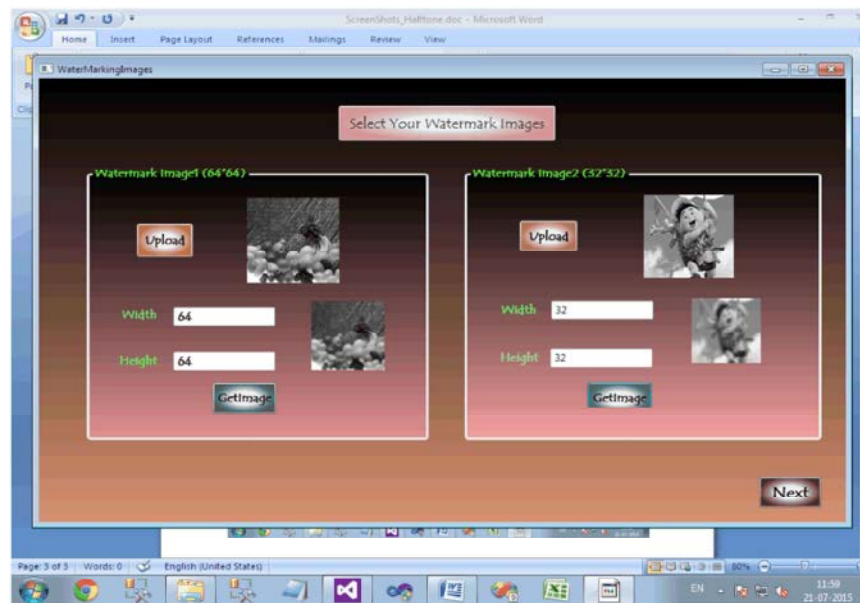 ScreenShots_Halftone.doc - Microsoft Word
Home Insert Page Layout References Mailings Review View
WaterMarkingImages
Select Your Watermark Images
Watermark Image1 (64*64)
Upload
Width 64
Height 64
GetImage
Watermark Image2 (32*32)
Upload
Width 32
Height 32
GetImage
Next
Page: 3 of 3 Words: 0 English (United States) 80%
EN 11:59
21-07-2015